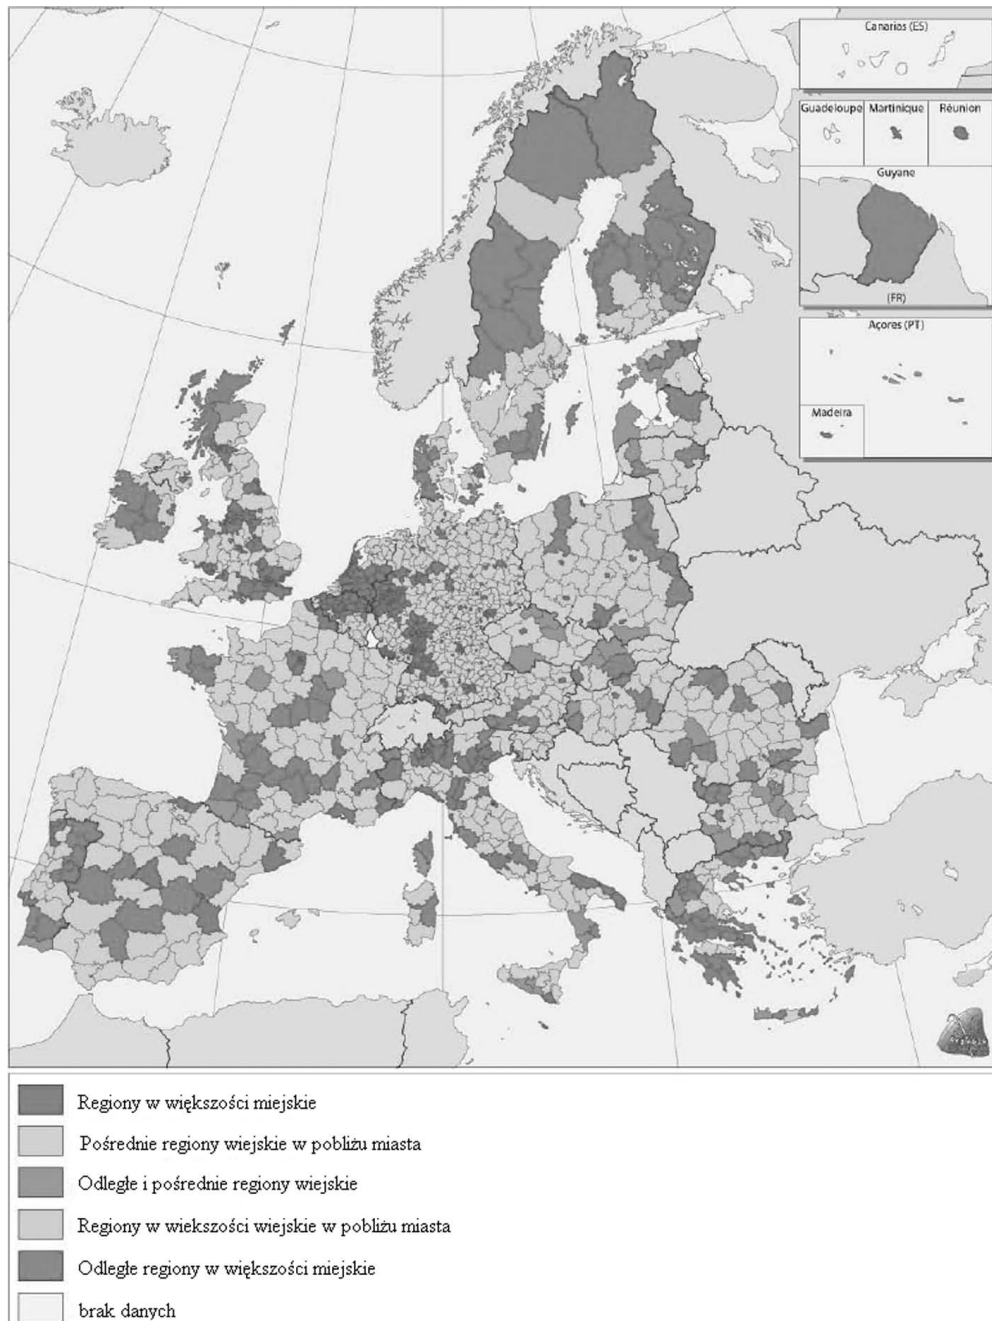 Canarias (ES)
Guadeloupe Martinique Réunion
Guyane
(FR)
Açores (PT)
Madeira
Regiony w większości miejskie
Pośrednie regiony wiejskie w pobliżu miasta
Odległe i pośrednie regiony wiejskie
Regiony w wiekszości wiejskie w pobliżu miasta
Odległe regiony w większości miejskie
brak danych